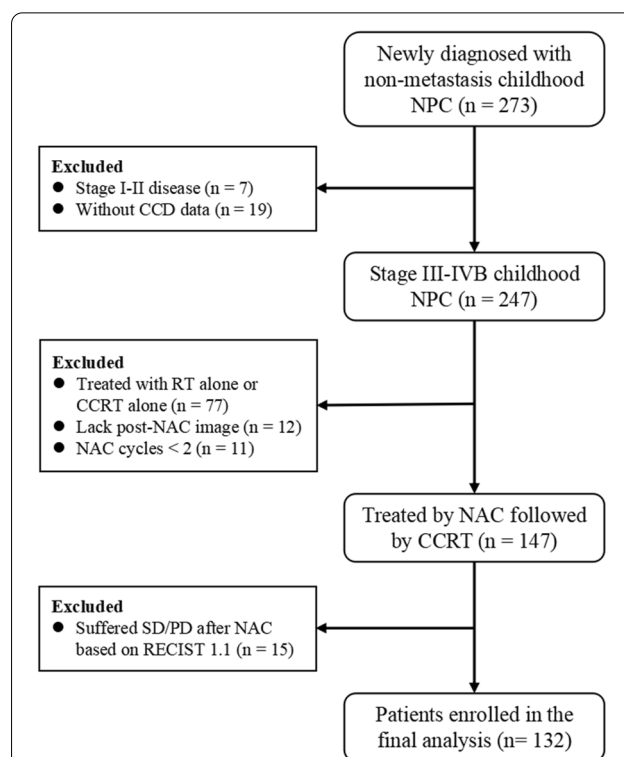 Newly diagnosed with
non-metastasis childhood
NPC (n = 273)
Excluded
● Stage I-II disease (n = 7)
● Without CCD data (n = 19)
Stage III-IVB childhood
NPC (n = 247)
Excluded
● Treated with RT alone or
CCRT alone (n = 77)
● Lack post-NAC image (n = 12)
● NAC cycles < 2 (n = 11)
Treated by NAC followed
by CCRT (n = 147)
Excluded
● Suffered SD/PD after NAC
based on RECIST 1.1 (n = 15)
Patients enrolled in the
final analysis (n= 132)